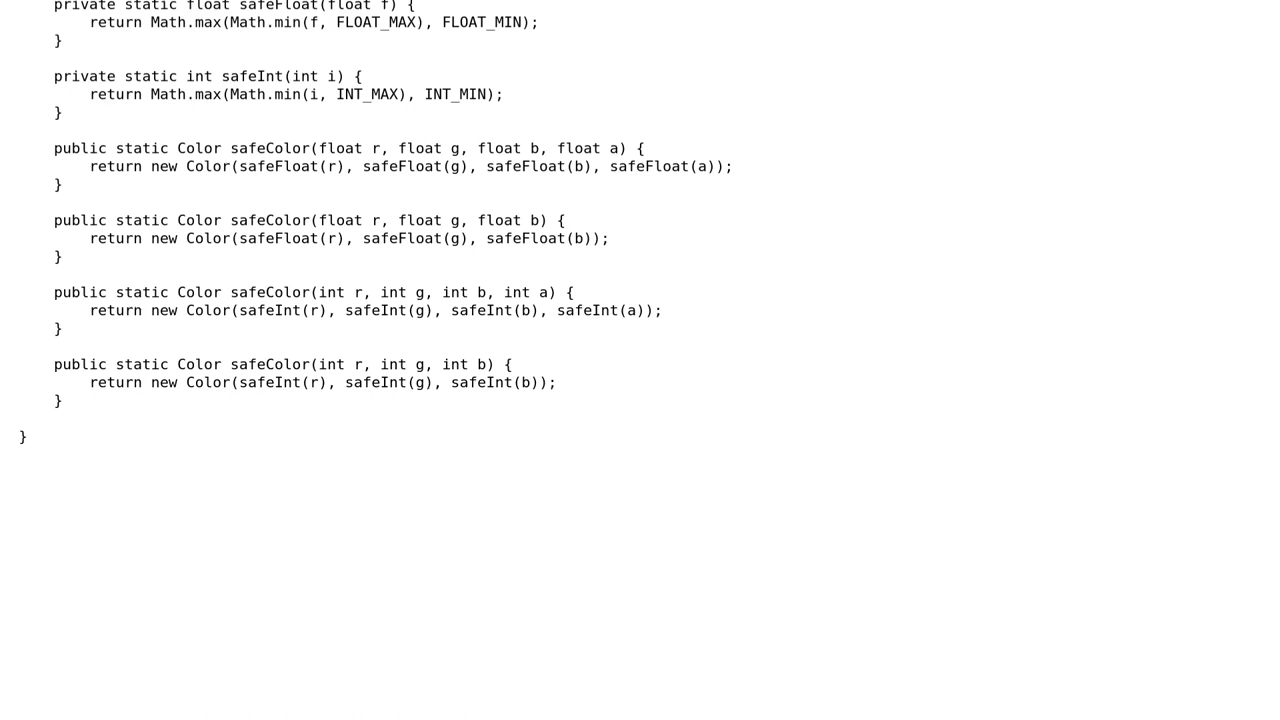 private static float safeFloat(float f) {
        return Math.max(Math.min(f, FLOAT_MAX), FLOAT_MIN);
    }

    private static int safeInt(int i) {
        return Math.max(Math.min(i, INT_MAX), INT_MIN);
    }

    public static Color safeColor(float r, float g, float b, float a) {
        return new Color(safeFloat(r), safeFloat(g), safeFloat(b), safeFloat(a));
    }

    public static Color safeColor(float r, float g, float b) {
        return new Color(safeFloat(r), safeFloat(g), safeFloat(b));
    }

    public static Color safeColor(int r, int g, int b, int a) {
        return new Color(safeInt(r), safeInt(g), safeInt(b), safeInt(a));
    }

    public static Color safeColor(int r, int g, int b) {
        return new Color(safeInt(r), safeInt(g), safeInt(b));
    }

}